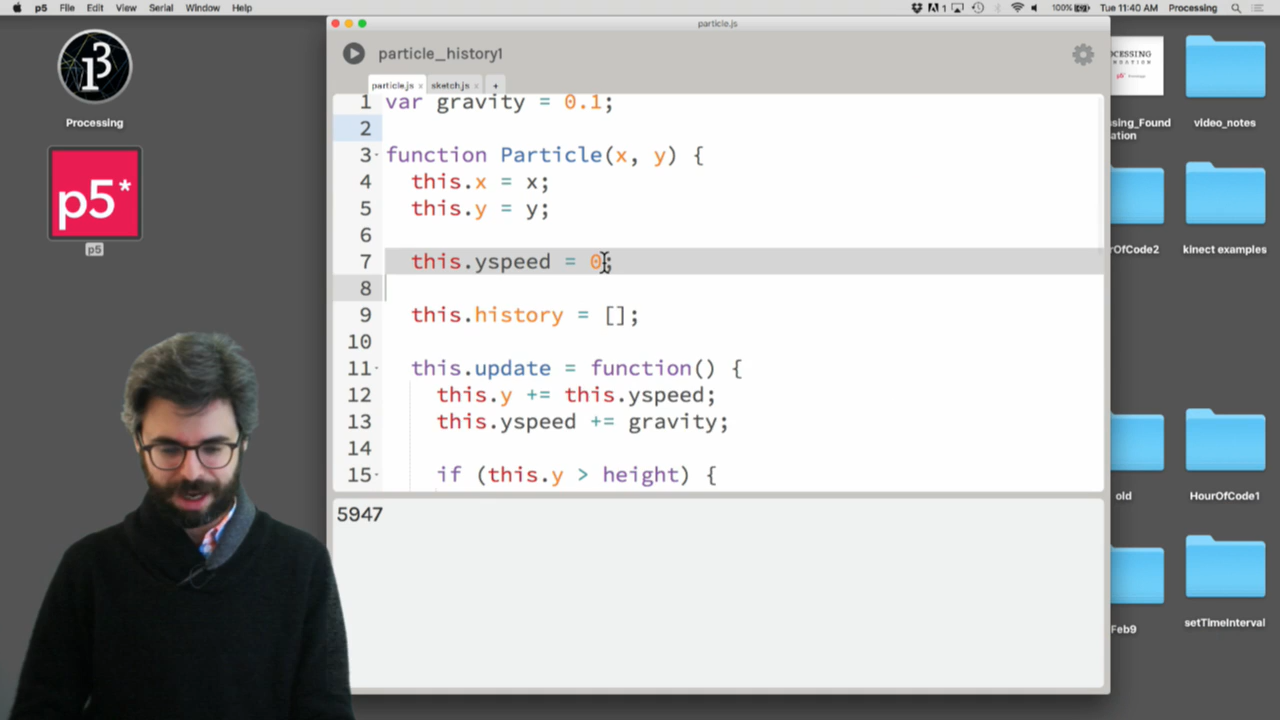 p5 File Edit View Serial Window Help
1 100% Tue 11:40 AM Processing
particle.js
particle_history1
particle.js x sketch.js x +
1 var gravity = 0.1;
2
3 function Particle(x, y) {
4 this.x = x;
5 this.y = y;
6
7 this.yspeed = 0;
8
9 this.history = [];
10
11 this.update = function() {
12 this.y += this.yspeed;
13 this.yspeed += gravity;
14
15 if (this.y > height) {
5947
Processing
p5*
p5
video_notes
kinect examples
old
HourOfCode1
Feb9
setTimeInterval